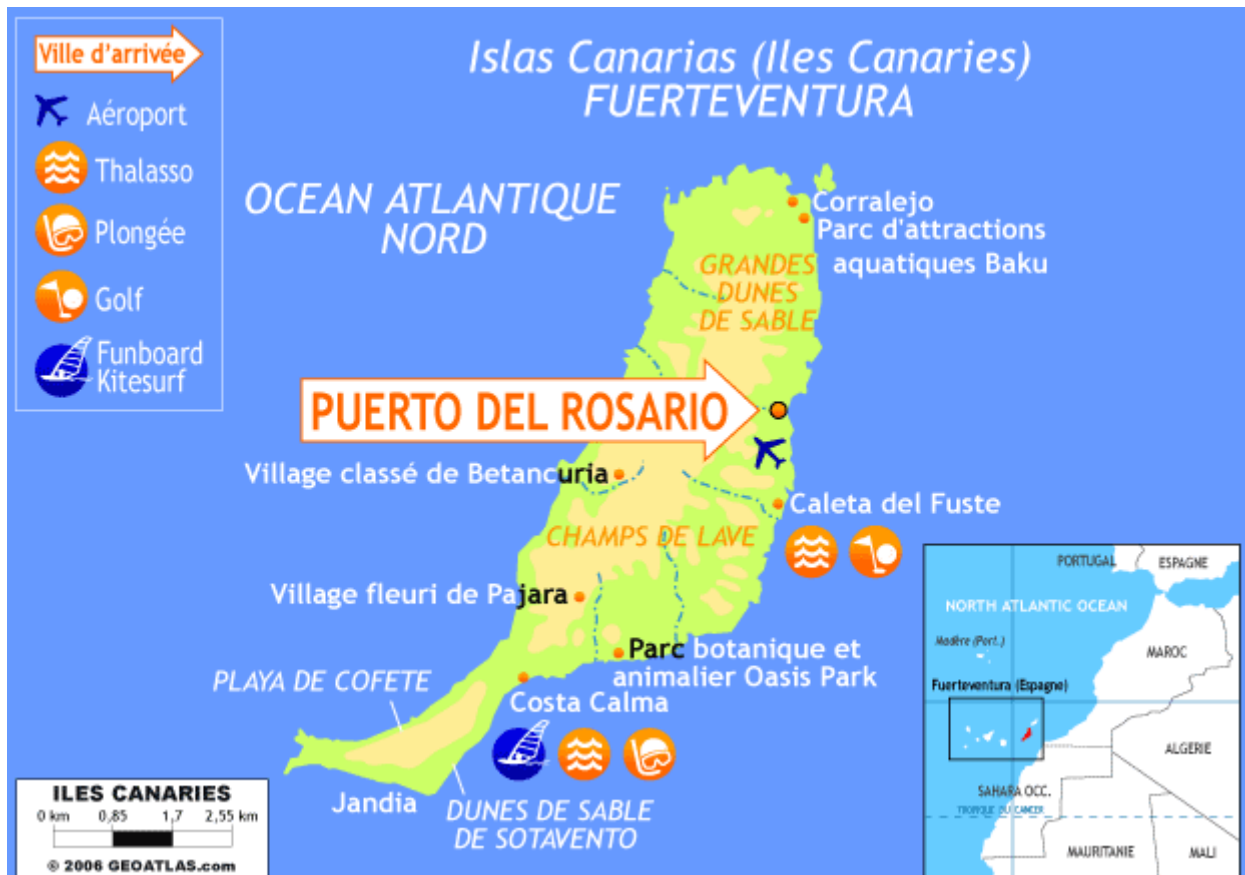 Ville d'arrivée
Aéroport
Thalasso
Plongée
Golf
Funboard
Kitesurf
Islas Canarias (Iles Canaries)
FUERTEVENTURA
OCEAN ATLANTIQUE
NORD
Corralejo
Parc d'attractions
aquatiques Baku
GRANDES
DUNES
DE SABLE
PUERTO DEL ROSARIO
Village classé de Betancuria
Caleta del Fuste
CHAMPS DE LAVE
Village fleuri de Pajara
Parc botanique et
animalier Oasis Park
PLAYA DE COFETE
Costa Calma
Jandia
DUNES DE SABLE
DE SOTAVENTO
ILES CANARIES
0 km 0,85 1,7 2,55 km
© 2006 GEOATLAS.com
PORTUGAL
ESPAGNE
NORTH ATLANTIC OCEAN
Madère (Port.)
MAROC
Fuerteventura (Espagne)
ALGÉRIE
SAHARA OCC.
TROPIQUE DU CANCER
MAURITANIE
MALI